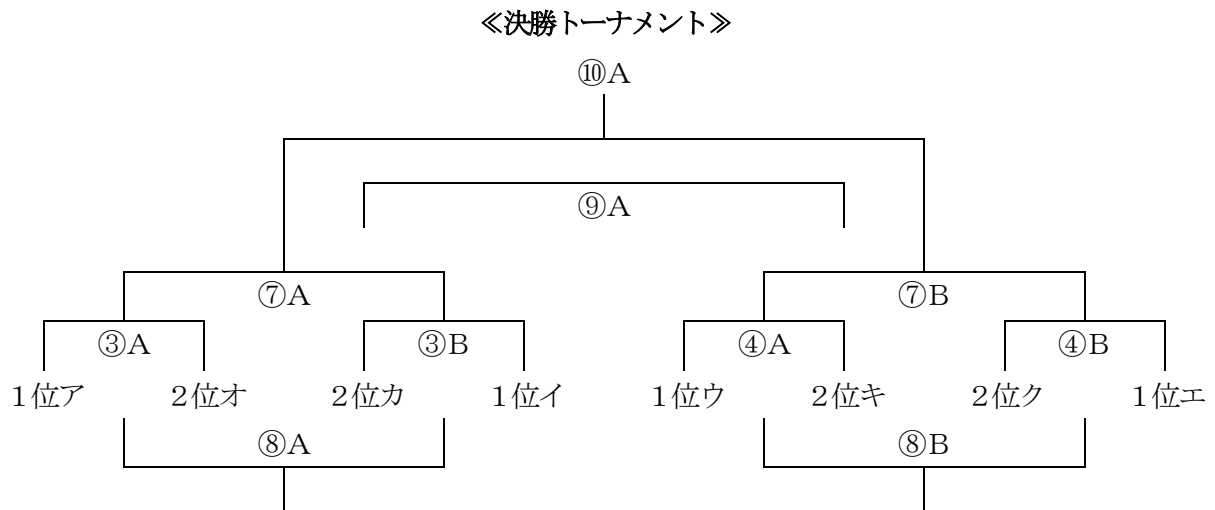 ≪決勝トーナメント≫
⑩A
⑨A
⑦A ⑦B
③A ③B ④A ④B
1位ア 2位オ 2位カ 1位イ 1位ウ 2位キ 2位ク 1位エ
⑧A ⑧B